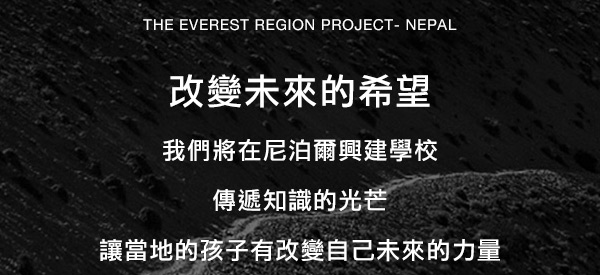 THE EVEREST REGION PROJECT- NEPAL
改變未來的希望
我們將在尼泊爾興建學校
傳遞知識的光芒
讓當地的孩子有改變自己未來的力量